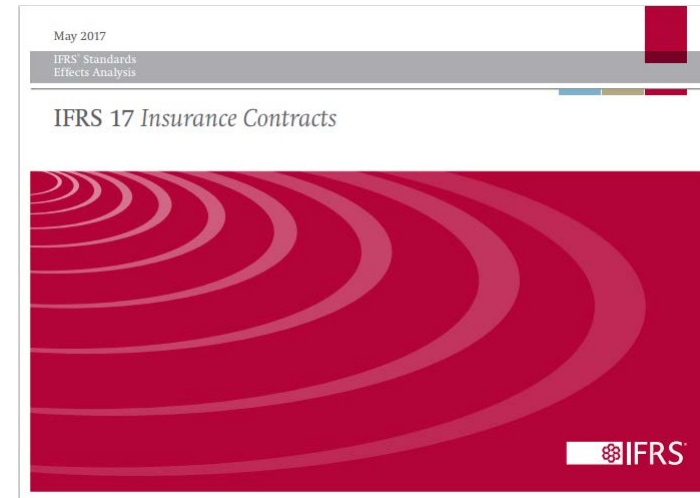 May 2017
IFRS® Standards
Effects Analysis
IFRS 17 Insurance Contracts
IFRS®